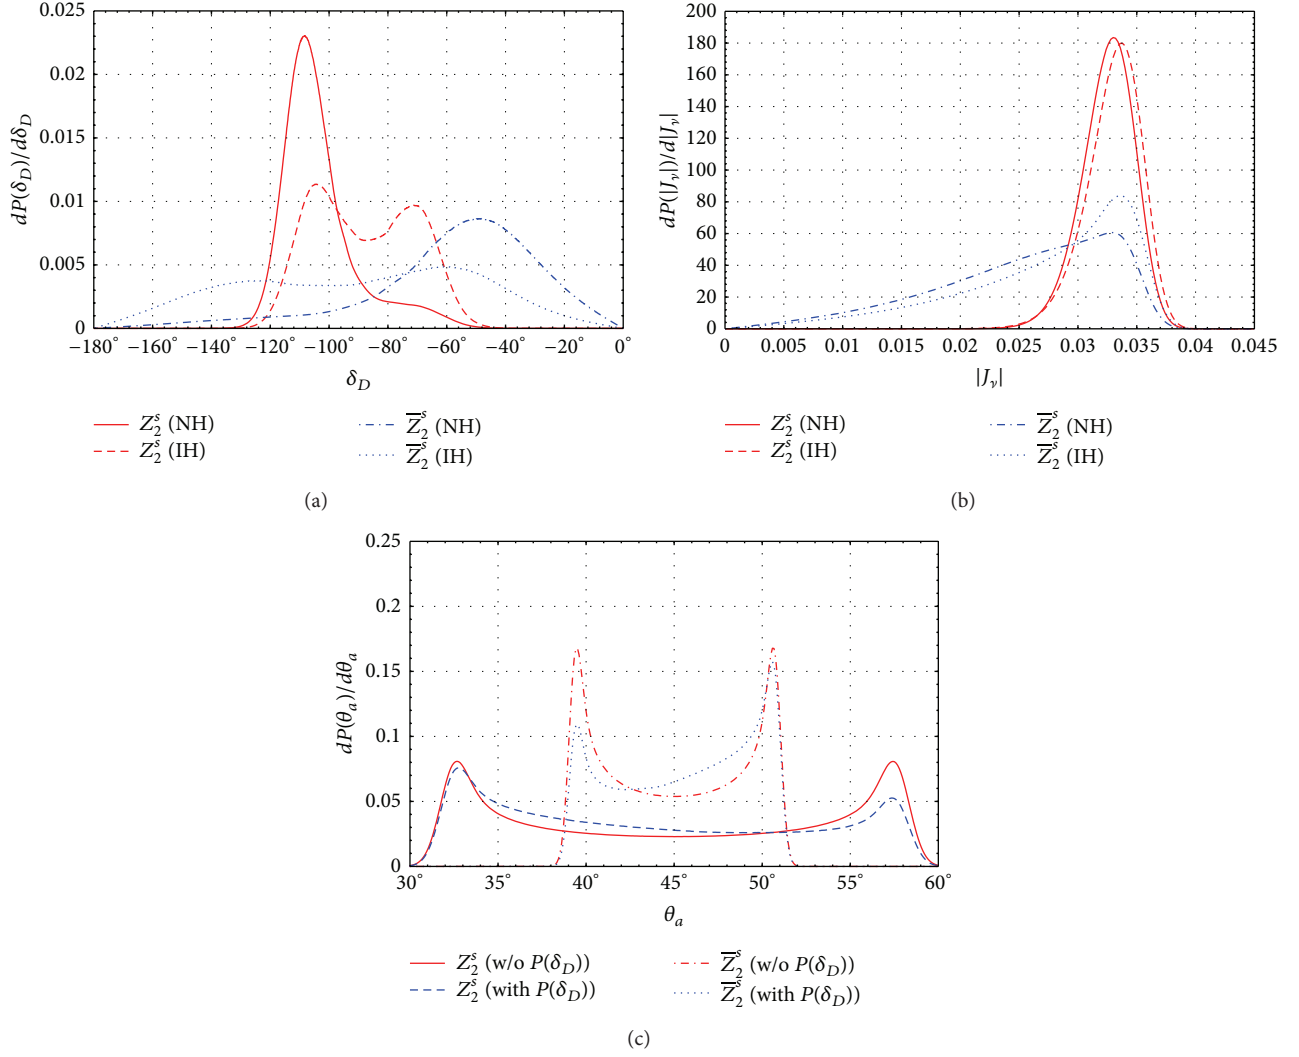 0.025
0.02
0.015
0.01
0.005
0
dP(δ_D)/dδ_D
−180° −160° −140° −120° −100° −80° −60° −40° −20° 0
δ_D
Z_2^s (NH)
Z_2^s (IH)
Z̅_2^s (NH)
Z̅_2^s (IH)
(a)
200
180
160
140
120
100
80
60
40
20
0
dP(|J_ν|)/d|J_ν|
0 0.005 0.01 0.015 0.02 0.025 0.03 0.035 0.04 0.045
|J_ν|
Z_2^s (NH)
Z_2^s (IH)
Z̅_2^s (NH)
Z̅_2^s (IH)
(b)
0.25
0.2
0.15
0.1
0.05
0
dP(θ_a)/dθ_a
30° 35° 40° 45° 50° 55° 60°
θ_a
Z_2^s (w/o P(δ_D))
Z_2^s (with P(δ_D))
Z̅_2^s (w/o P(δ_D))
Z̅_2^s (with P(δ_D))
(c)